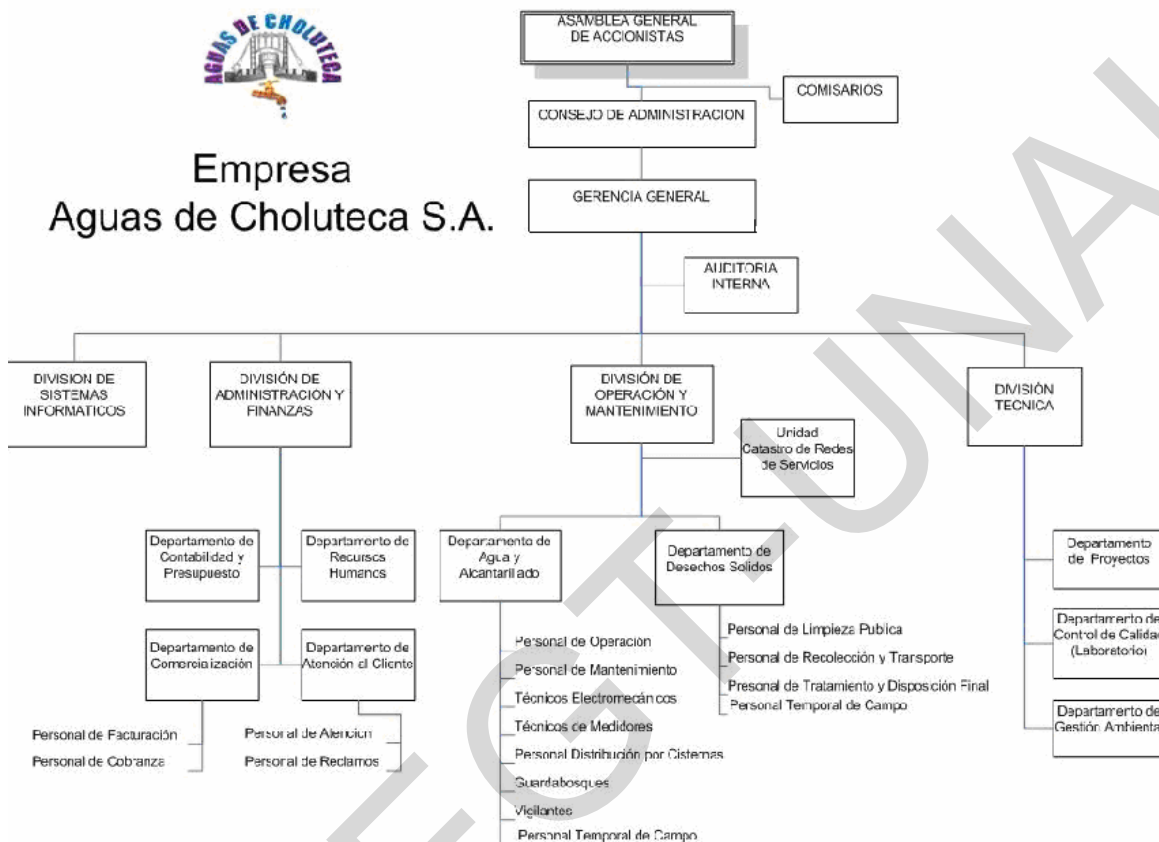 AGUAS DE CHOLUTECA
Empresa
Aguas de Choluteca S.A.
ASAMBLEA GENERAL
DE ACCIONISTAS
COMISARIOS
CONSEJO DE ADMINISTRACION
GERENCIA GENERAL
AUDITORIA
INTERNA
DIVISION DE
SISTEMAS
INFORMATICOS
DIVISIÓN DE
ADMINISTRACION Y
FINANZAS
DIVISIÓN DE
OPERACIÓN Y
MANTENIMIENTO
DIVISIÓN
TECNICA
Unidad
Catastro de Redes
de Servicios
Departamento de
Contabilidad y
Presupuesto
Departamento de
Recursos
Humanos
Departamento de
Agua y
Alcantarillado
Departamento de
Desechos Solidos
Departamento
de Proyectos
Departamento de
Comercialización
Departamento de
Atención al Cliente
Departamento de
Control de Calidad
(Laboratorio)
Departamento de
Gestión Ambiental
Personal de Facturación
Personal de Cobranza
Personal de Atencion
Personal de Reclamos
Personal de Operación
Personal de Mantenimiento
Técnicos Electromecánicos
Técnicos de Medidores
Personal Distribución por Cisternas
Guardabosques
Vigilantes
Personal Temporal de Campo
Personal de Limpieza Publica
Personal de Recolección y Transporte
Presonal de Tratamiento y Disposición Final
Personal Temporal de Campo